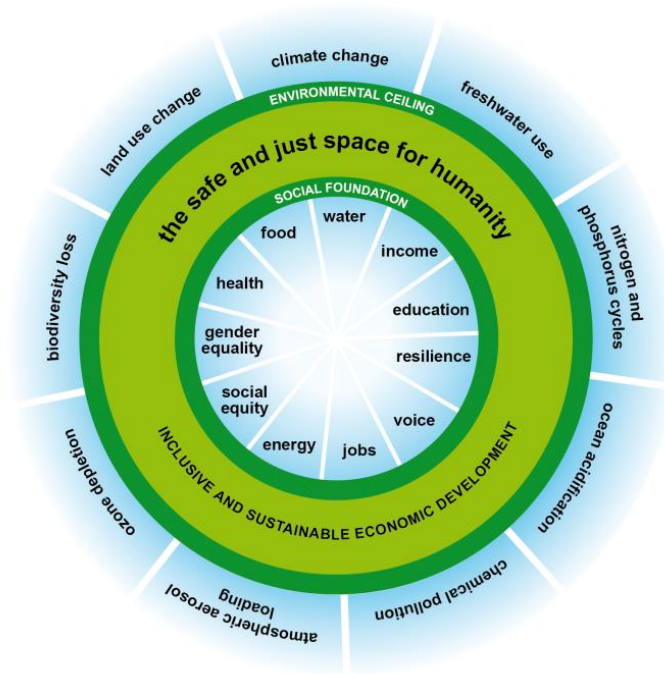 climate change
freshwater use
nitrogen and
phosphorus cycles
ocean acidification
chemical pollution
atmospheric aerosol
loading
ozone depletion
biodiversity loss
land use change
ENVIRONMENTAL CEILING
the safe and just space for humanity
SOCIAL FOUNDATION
water
income
education
resilience
voice
jobs
energy
social
equity
gender
equality
health
food
INCLUSIVE AND SUSTAINABLE ECONOMIC DEVELOPMENT